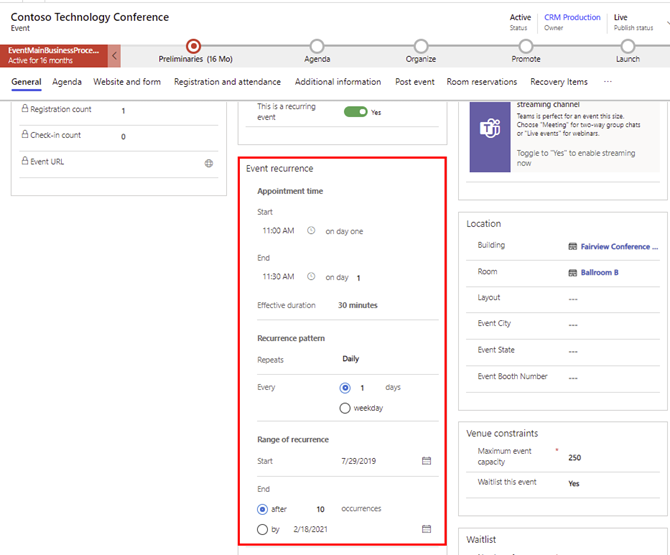 Contoso Technology Conference
Event
Active
Status
CRM Production
Owner
Live
Publish status
EventMainBusinessProce...
Active for 16 months
Preliminaries (16 Mo)
Agenda
Organize
Promote
Launch
General Agenda Website and form Registration and attendance Additional information Post event Room reservations Recovery Items ...
Registration count 1
Check-in count 0
Event URL
This is a recurring
event
Yes
Event recurrence
Appointment time
Start
11:00 AM on day one
End
11:30 AM on day 1
Effective duration 30 minutes
Recurrence pattern
Repeats Daily
Every 1 days
weekday
Range of recurrence
Start 7/29/2019
End
after 10 occurrences
by 2/18/2021
streaming channel
Teams is perfect for an event this size.
Choose "Meeting" for two-way group chats
or "Live events" for webinars.
Toggle to "Yes" to enable streaming
now
Location
Building Fairview Conference ...
Room Ballroom B
Layout ---
Event City ---
Event State ---
Event Booth Number ---
Venue constraints
Maximum event
capacity
* 250
Waitlist this event Yes
Waitlist